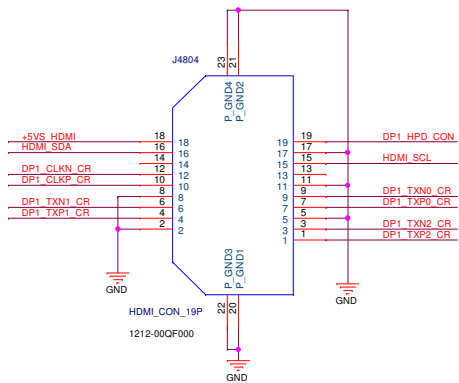 J4804
23
21
P_GND4
P_GND2
+5VS_HDMI 18 18 19 19 DP1_HPD_CON
HDMI_SDA 16 16 17 17
14 14 15 15 HDMI_SCL
DP1_CLKN_CR 12 12 13 13
DP1_CLKP_CR 10 10 11 11
8 8 9 9 DP1_TXN0_CR
DP1_TXN1_CR 6 6 7 7 DP1_TXP0_CR
DP1_TXP1_CR 4 4 5 5
2 2 3 3 DP1_TXN2_CR
1 1 DP1_TXP2_CR
P_GND3
P_GND1
GND
GND
22
20
HDMI_CON_19P
1212-00QF000
GND